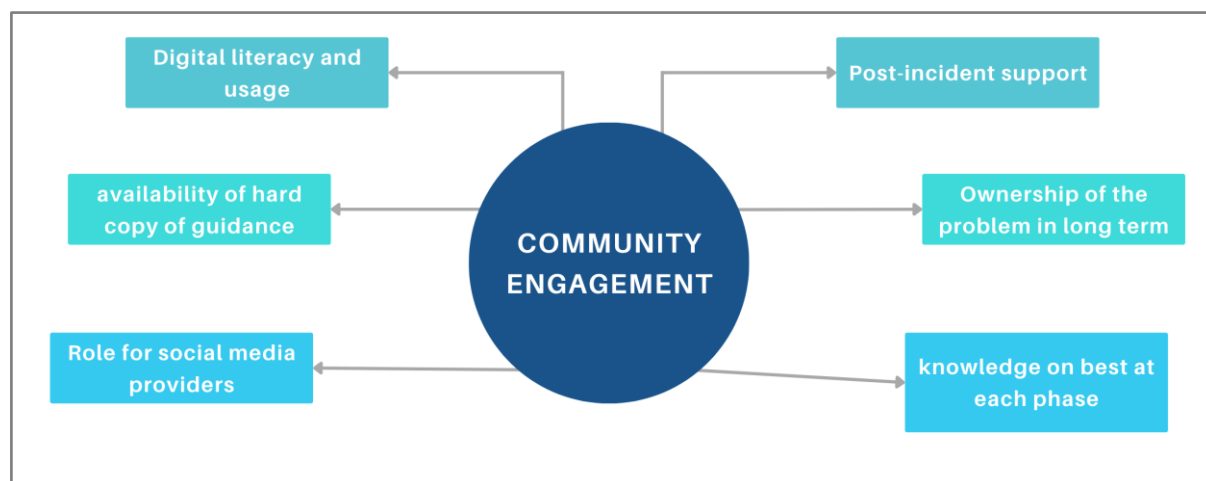 Digital literacy and
usage
Post-incident support
availability of hard
copy of guidance
Ownership of the
problem in long term
COMMUNITY
ENGAGEMENT
Role for social media
providers
knowledge on best at
each phase